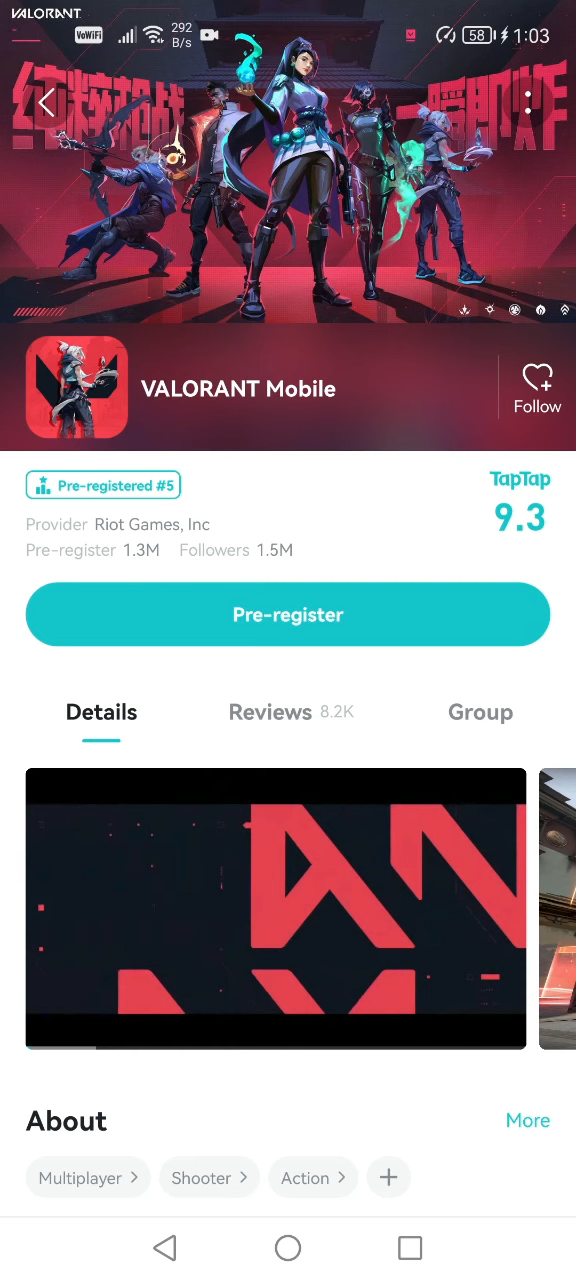 VALORANT
VoWiFi 292 B/s 58 1:03
纯粹枪战 一瞬即炸
VALORANT Mobile
Follow
Pre-registered #5
TapTap
9.3
Provider Riot Games, Inc
Pre-register 1.3M Followers 1.5M
Pre-register
Details Reviews 8.2K Group
About More
Multiplayer > Shooter > Action > +